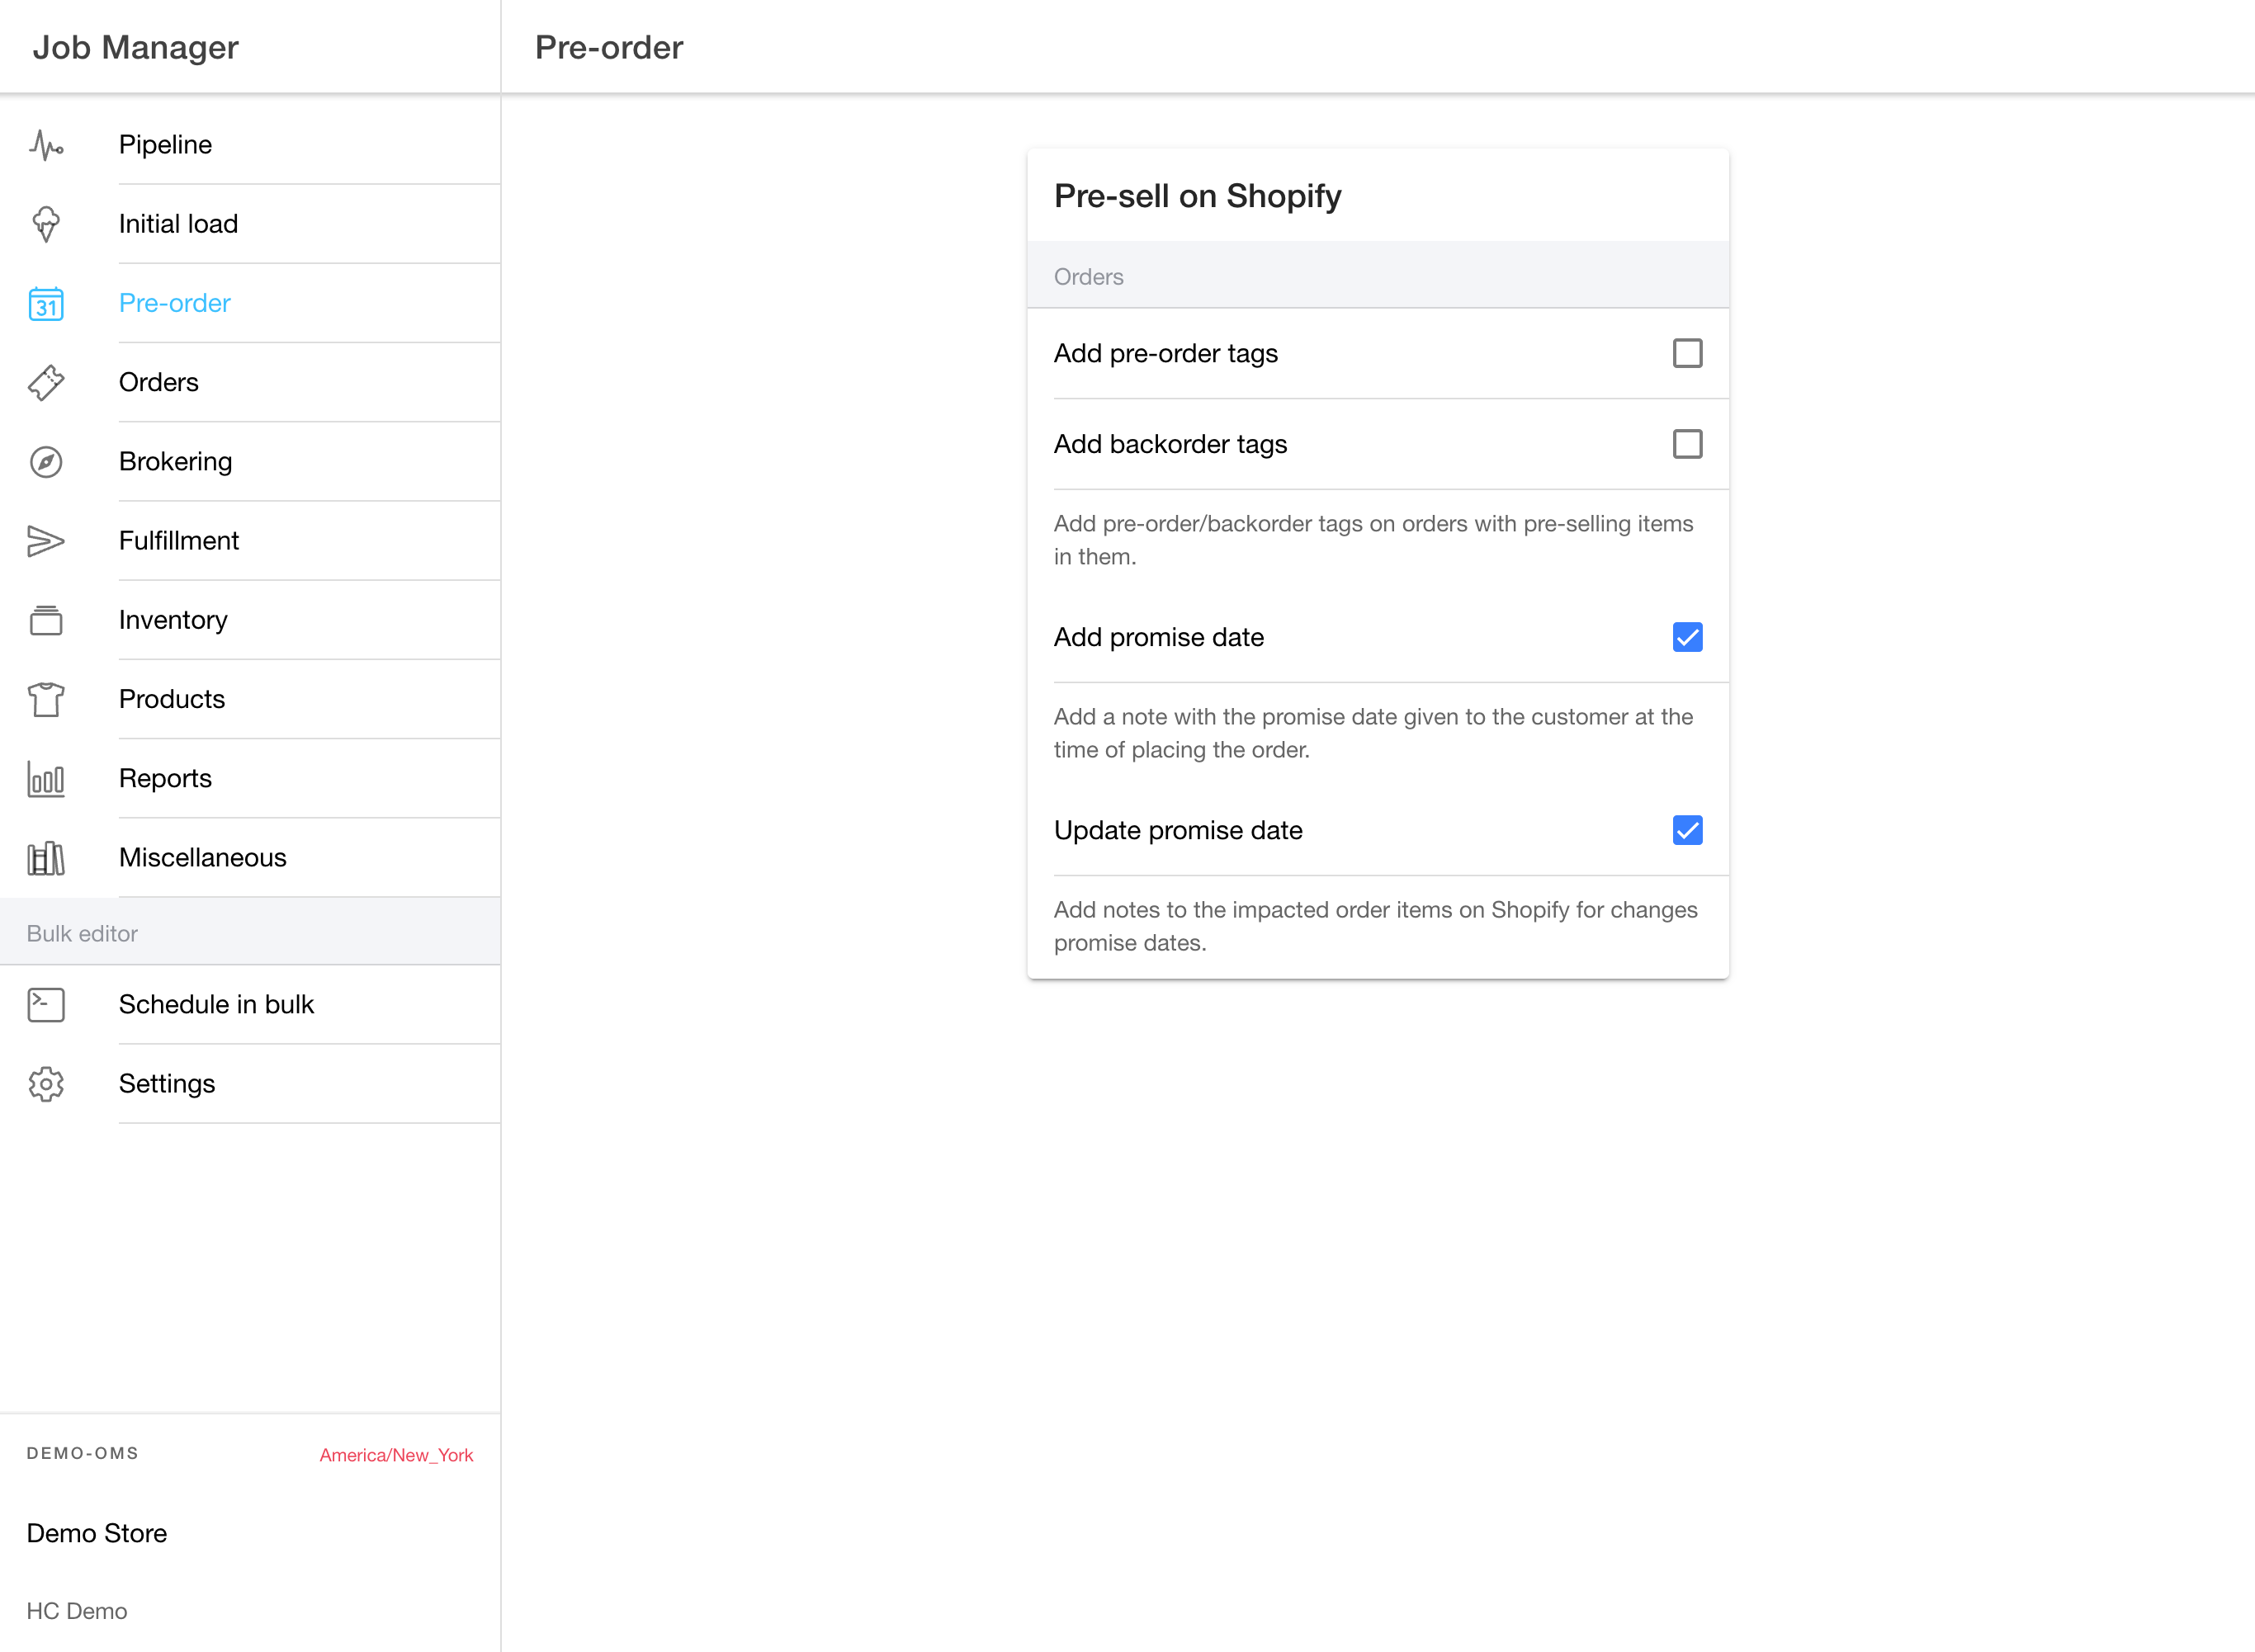 Job Manager
Pre-order
Pipeline
Initial load
31
Pre-order
Orders
Brokering
Fulfillment
Inventory
Products
Reports
Miscellaneous
Bulk editor
Schedule in bulk
Settings
DEMO-OMS
America/New_York
Demo Store
HC Demo
Pre-sell on Shopify
Orders
Add pre-order tags
Add backorder tags
Add pre-order/backorder tags on orders with pre-selling items
in them.
Add promise date
Add a note with the promise date given to the customer at the
time of placing the order.
Update promise date
Add notes to the impacted order items on Shopify for changes
promise dates.